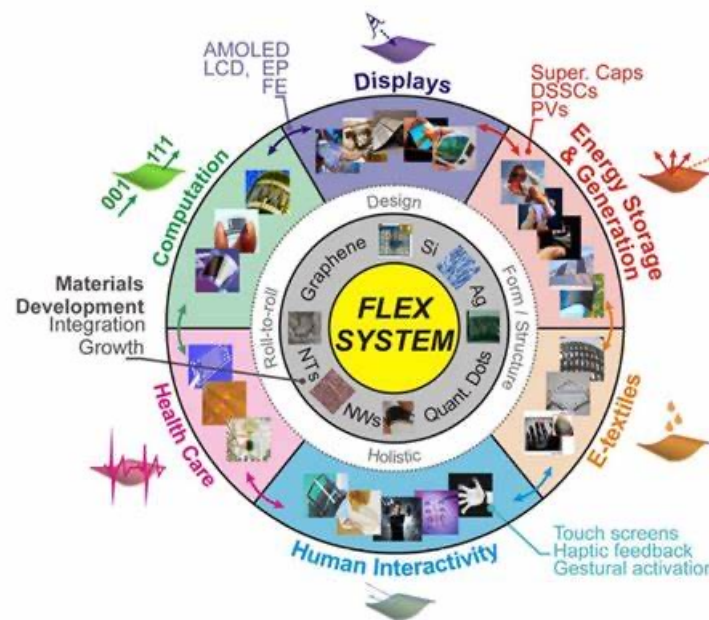 AMOLED
LCD, EP
FE
Displays
Super. Caps
DSSCs
PVs
Energy Storage
& Generation
001
111
Computation
Design
Graphene
Si
Ag
Form / Structure
Roll-to-roll
Materials
Development
Integration
Growth
FLEX
SYSTEM
NTs
NWs
Quant. Dots
Holistic
Health Care
E-textiles
Human Interactivity
Touch screens
Haptic feedback
Gestural activation